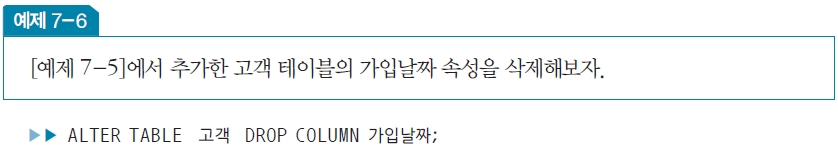 예제 7-6
[예제 7-5]에서 추가한 고객 테이블의 가입날짜 속성을 삭제해보자.
▶▶ ALTER TABLE 고객 DROP COLUMN 가입날짜;